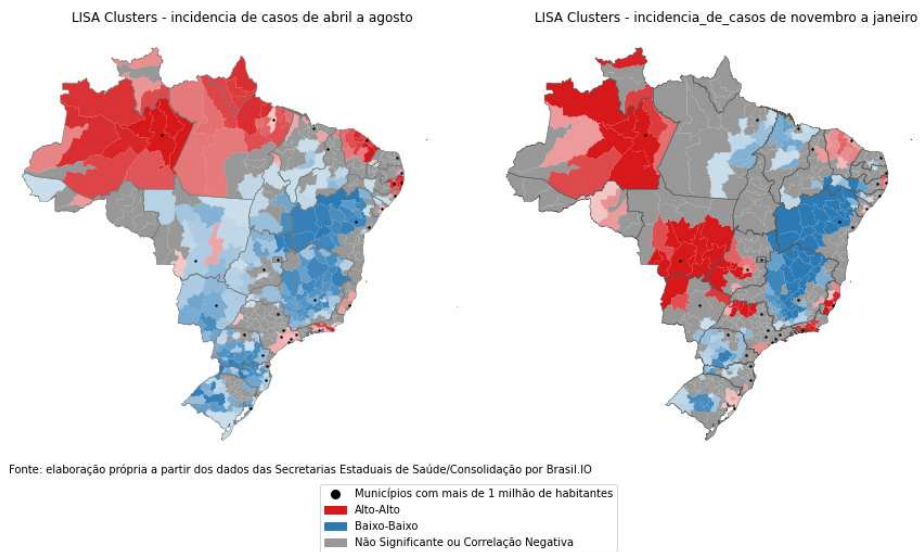 LISA Clusters - incidencia de casos de abril a agosto
LISA Clusters - incidencia_de_casos de novembro a janeiro
Fonte: elaboração própria a partir dos dados das Secretarias Estaduais de Saúde/Consolidação por Brasil.IO
Municípios com mais de 1 milhão de habitantes
Alto-Alto
Baixo-Baixo
Não Significante ou Correlação Negativa